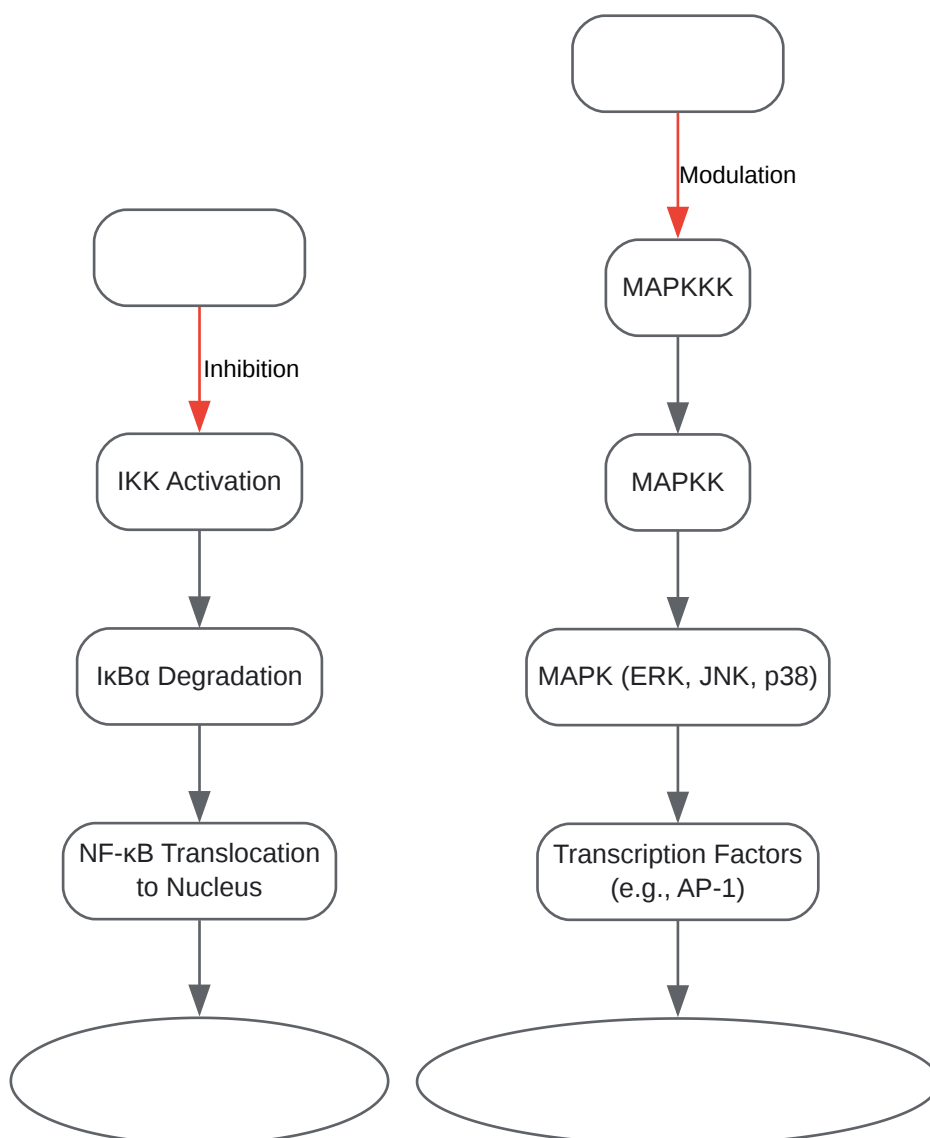 Modulation
MAPKKK
Inhibition
IKK Activation
MAPKK
IκBα Degradation
MAPK (ERK, JNK, p38)
NF-κB Translocation
to Nucleus
Transcription Factors
(e.g., AP-1)